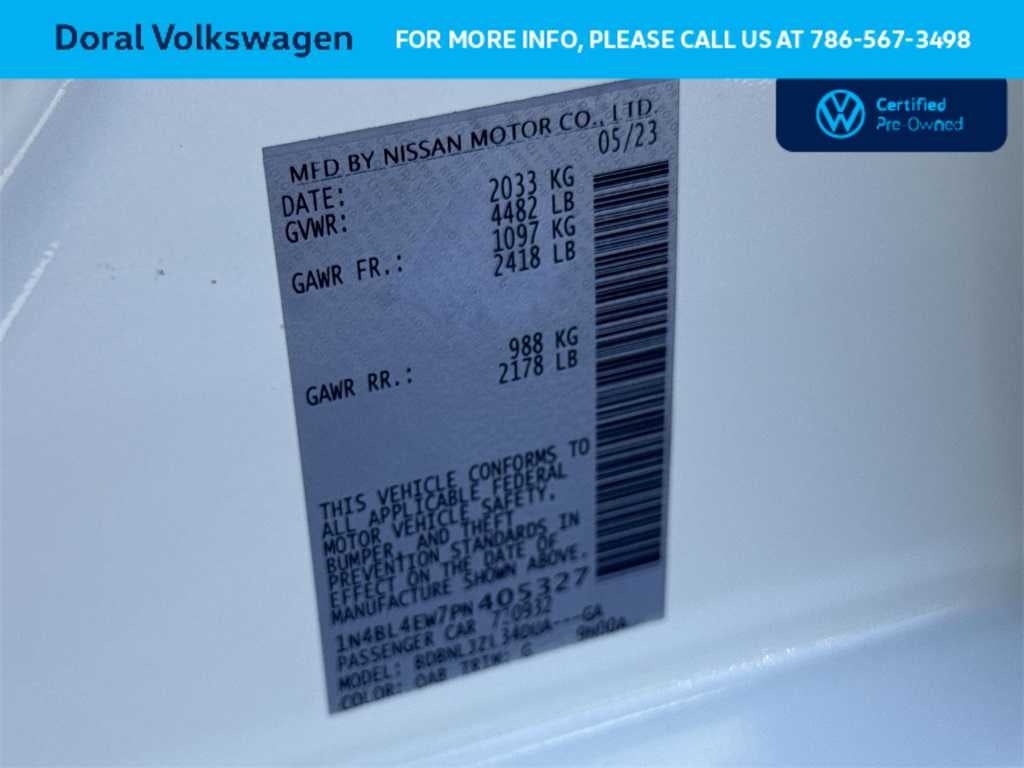 Doral Volkswagen FOR MORE INFO, PLEASE CALL US AT 786-567-3498
Certified
Pre-Owned
MFD BY NISSAN MOTOR CO., LTD.
DATE: 05/23
GVWR: 2033 KG
4482 LB
GAWR FR.: 1097 KG
2418 LB
GAWR RR.: 988 KG
2178 LB
THIS VEHICLE CONFORMS TO
ALL APPLICABLE FEDERAL
MOTOR VEHICLE SAFETY,
BUMPER, AND THEFT
PREVENTION STANDARDS IN
EFFECT ON THE DATE OF
MANUFACTURE SHOWN ABOVE.
1N4BL4EW7PN405327
PASSENGER CAR
MODEL:
COLOR: QAB TRIM: G